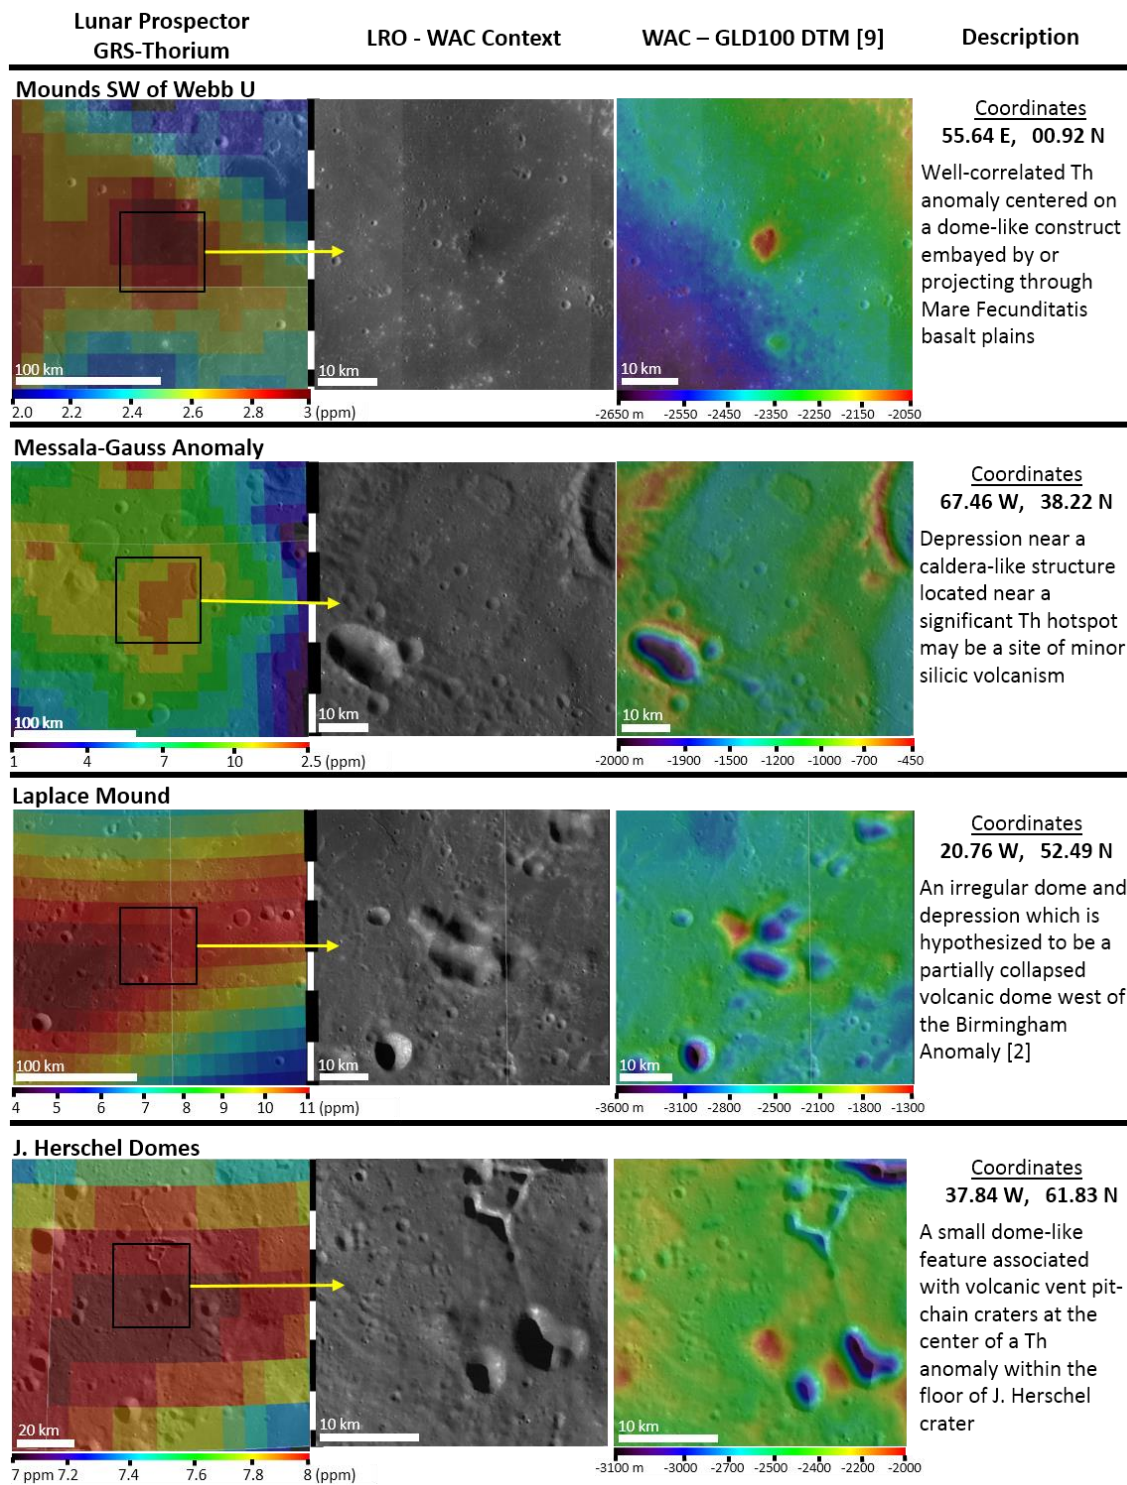 Lunar Prospector
GRS-Thorium
LRO - WAC Context
WAC – GLD100 DTM [9]
Description
Mounds SW of Webb U
100 km
2.0 2.2 2.4 2.6 2.8 3 (ppm)
10 km
10 km
-2650 m -2550 -2450 -2350 -2250 -2150 -2050
Coordinates
55.64 E, 00.92 N
Well-correlated Th
anomaly centered on
a dome-like construct
embayed by or
projecting through
Mare Fecunditatis
basalt plains
Messala-Gauss Anomaly
100 km
1 4 7 10 2.5 (ppm)
10 km
10 km
-2000 m -1900 -1500 -1200 -1000 -700 -450
Coordinates
67.46 W, 38.22 N
Depression near a
caldera-like structure
located near a
significant Th hotspot
may be a site of minor
silicic volcanism
Laplace Mound
100 km
4 5 6 7 8 9 10 11 (ppm)
10 km
10 km
-3600 m -3100 -2800 -2500 -2100 -1800 -1300
Coordinates
20.76 W, 52.49 N
An irregular dome and
depression which is
hypothesized to be a
partially collapsed
volcanic dome west of
the Birmingham
Anomaly [2]
J. Herschel Domes
20 km
7 ppm 7.2 7.4 7.6 7.8 8 (ppm)
10 km
10 km
-3100 m -3000 -2700 -2500 -2400 -2200 -2000
Coordinates
37.84 W, 61.83 N
A small dome-like
feature associated
with volcanic vent pit-
chain craters at the
center of a Th
anomaly within the
floor of J. Herschel
crater